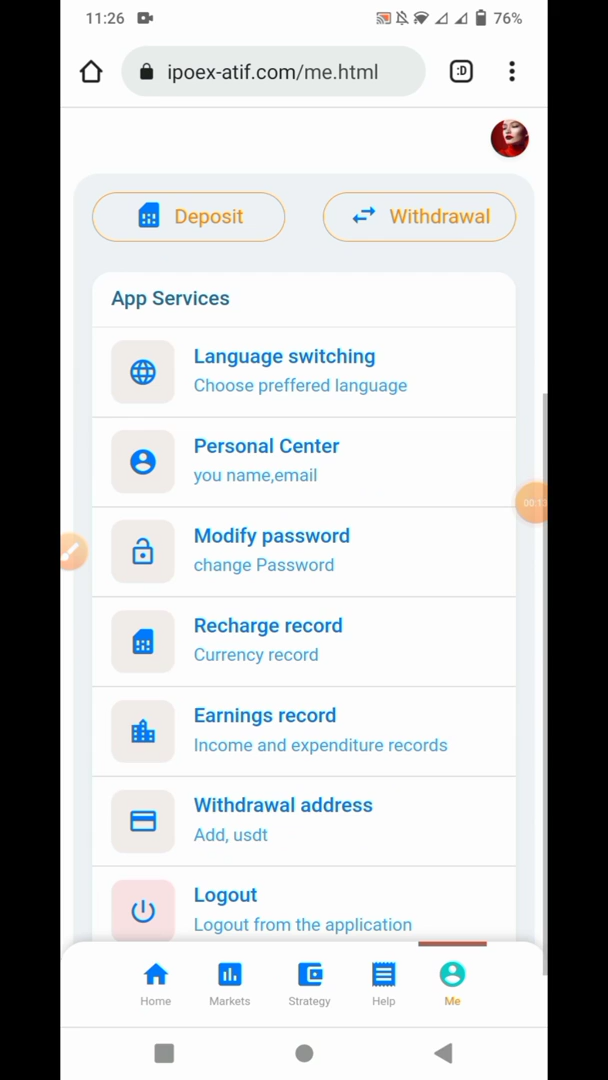 11:26
76%
ipoex-atif.com/me.html
:D
Deposit
Withdrawal
App Services
Language switching
Choose preffered language
Personal Center
you name,email
00:13
Modify password
change Password
Recharge record
Currency record
Earnings record
Income and expenditure records
Withdrawal address
Add, usdt
Logout
Logout from the application
Home
Markets
Strategy
Help
Me